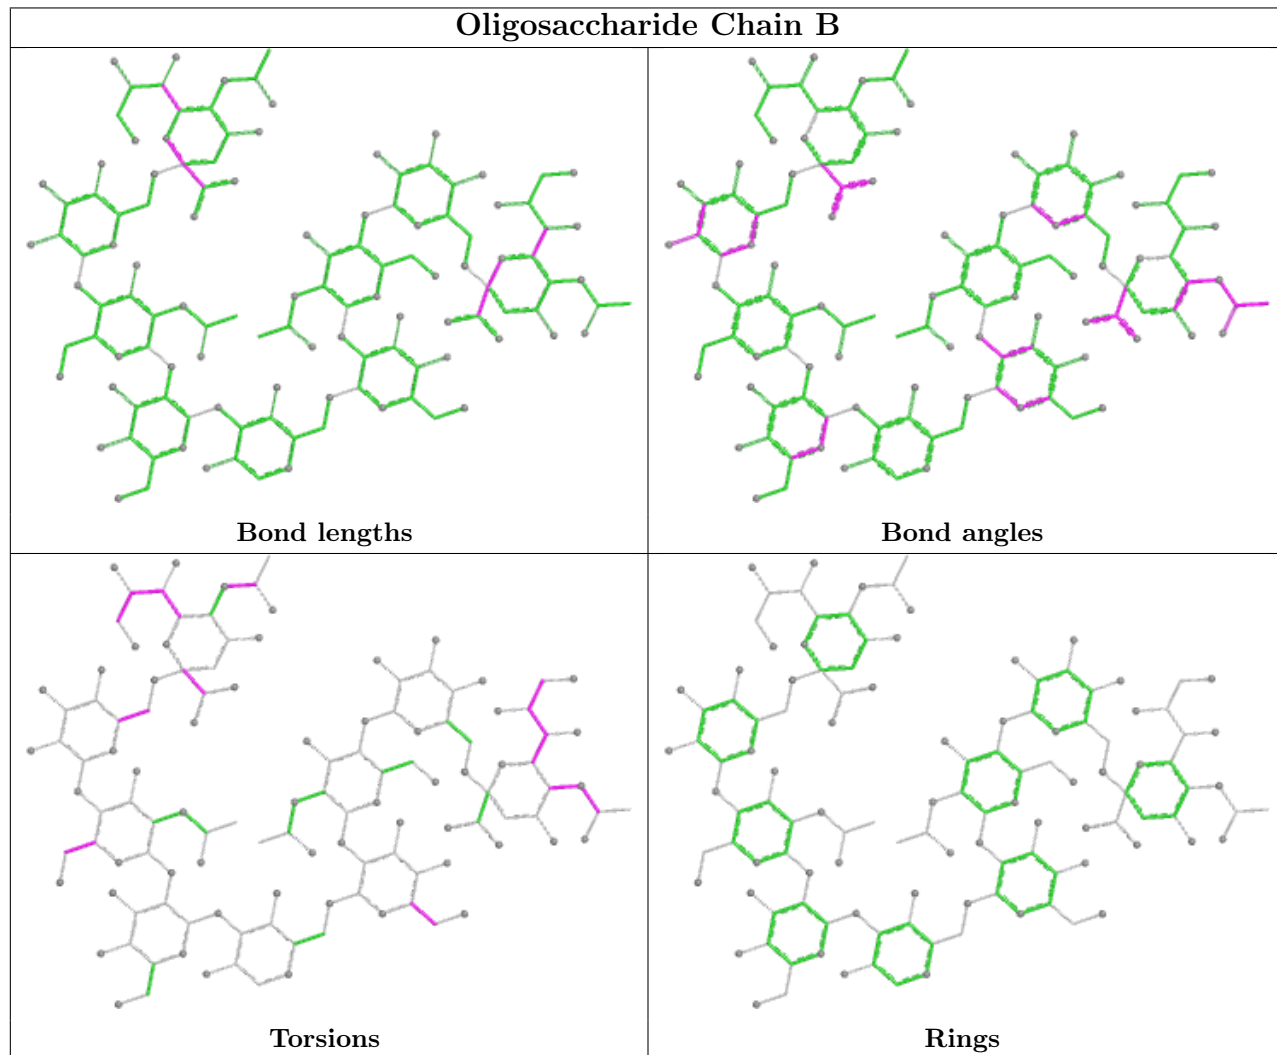 Oligosaccharide Chain B
Bond lengths
Bond angles
Torsions
Rings